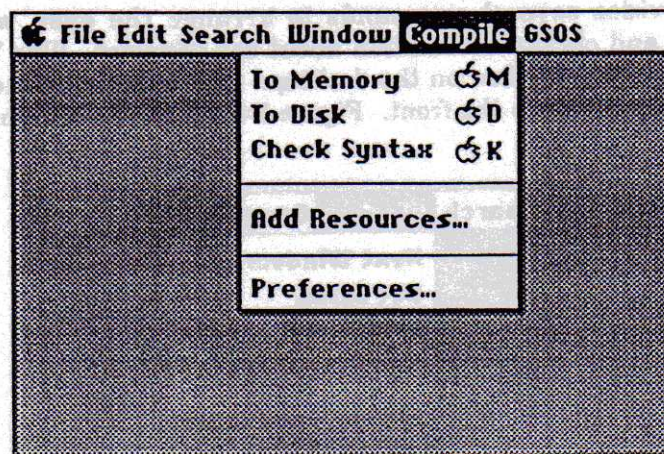 File Edit Search Window Compile GSOS
To Memory M
To Disk D
Check Syntax K
Add Resources...
Preferences...